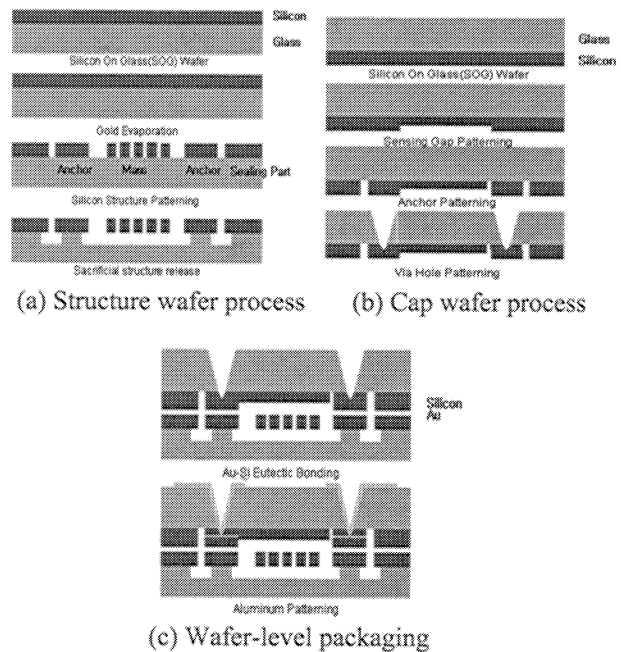 Silicon
Glass
Silicon On Glass(SOG) Wafer
Gold Evaporation
Anchor Mass Anchor Sealing Part
Silicon Structure Patterning
Sacrificial structure release
(a) Structure wafer process
Glass
Silicon
Silicon On Glass(SOG) Wafer
Sensing Gap Patterning
Anchor Patterning
Via Hole Patterning
(b) Cap wafer process
Silicon
Au
Au-Si Eutectic Bonding
Aluminum Patterning
(c) Wafer-level packaging